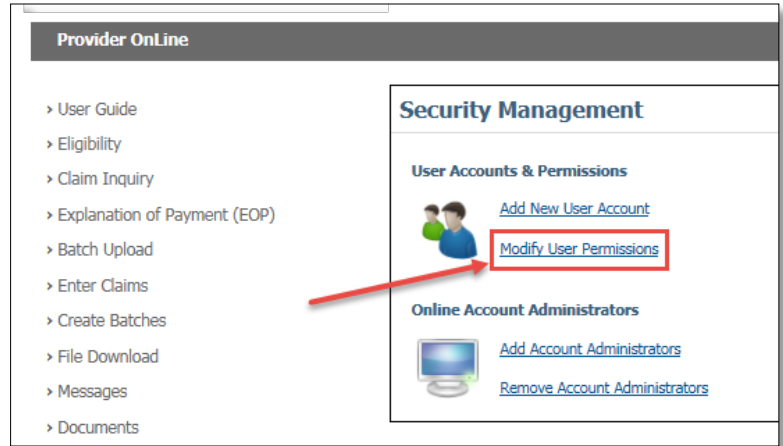 Provider OnLine
› User Guide
› Eligibility
› Claim Inquiry
› Explanation of Payment (EOP)
› Batch Upload
› Enter Claims
› Create Batches
› File Download
› Messages
› Documents
Security Management
User Accounts & Permissions
Add New User Account
Modify User Permissions
Online Account Administrators
Add Account Administrators
Remove Account Administrators